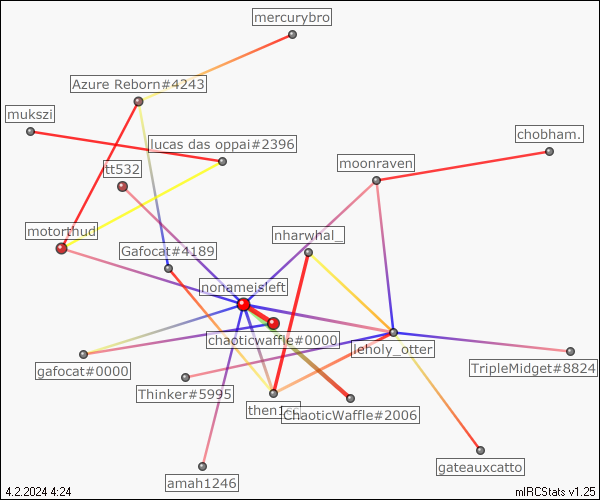 mercurybro
Azure Reborn#4243
mukszi
chobham.
lucas das oppai#2396
moonraven
tt532
motorthud
nharwhal_
Gafocat#4189
nonameisleft
chaoticwaffle#0000
leholy_otter
gafocat#0000
TripleMidget#8824
Thinker#5995
ChaoticWaffle#2006
gateauxcatto
amah1246
4.2.2024 4:24
mIRCStats v1.25